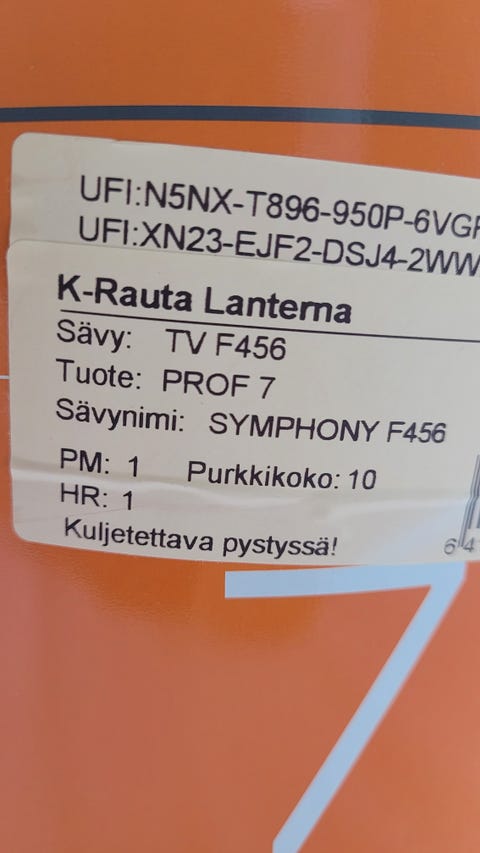 UFI:N5NX-T896-950P-6VG
UFI:XN23-EJF2-DSJ4-2WW
K-Rauta Lanterna
Sävy: TV F456
Tuote: PROF 7
Sävynimi: SYMPHONY F456
PM: 1 Purkkikoko: 10
HR: 1
Kuljetettava pystyssä!
6 4
7